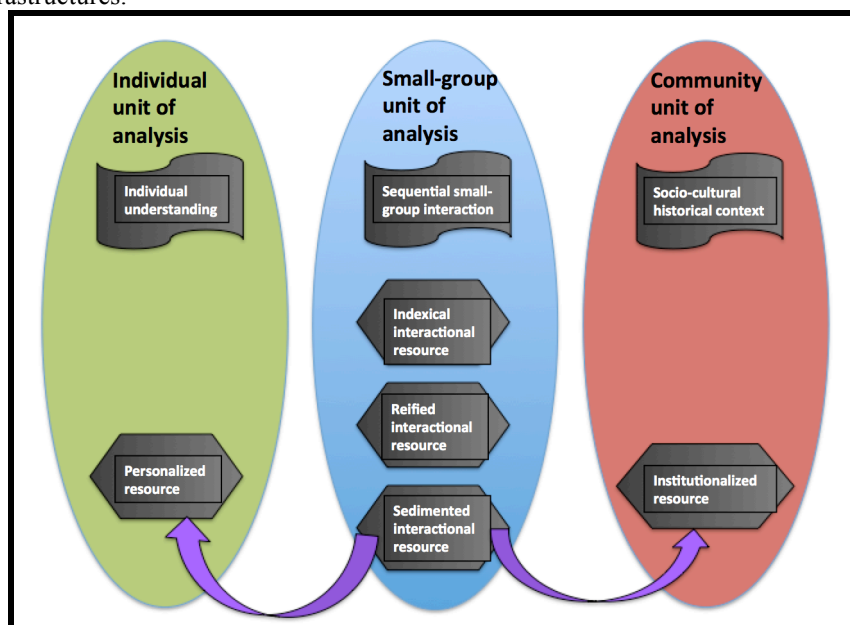 rastructures.
Individual
unit of
analysis
Individual
understanding
Personalized
resource
Small-group
unit of
analysis
Sequential small-
group interaction
Indexical
interactional
resource
Reified
interactional
resource
Sedimented
interactional
resource
Community
unit of
analysis
Socio-cultural
historical context
Institutionalized
resource